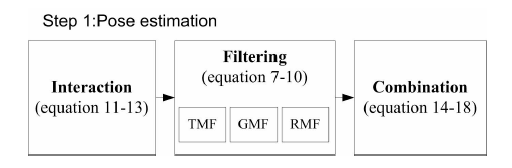 Step 1:Pose estimation
Interaction
(equation 11-13)
Filtering
(equation 7-10)
TMF
GMF
RMF
Combination
(equation 14-18)